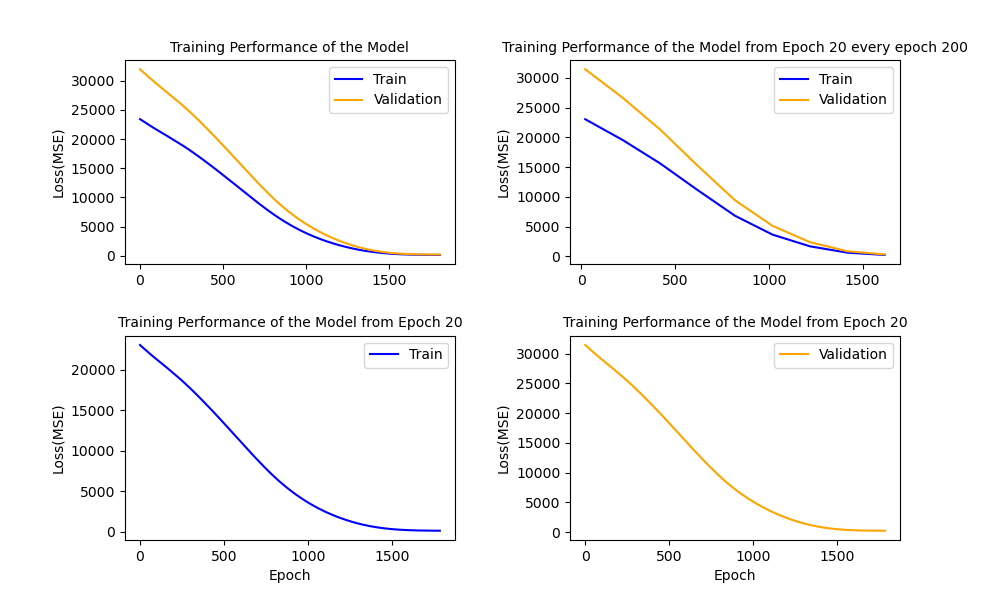 Training Performance of the Model
Training Performance of the Model from Epoch 20 every epoch 200
Loss(MSE)
30000
25000
20000
15000
10000
5000
0
Train
Validation
0 500 1000 1500
Loss(MSE)
30000
25000
20000
15000
10000
5000
0
Train
Validation
0 500 1000 1500
Training Performance of the Model from Epoch 20
Training Performance of the Model from Epoch 20
Loss(MSE)
20000
15000
10000
5000
0
Train
0 500 1000 1500
Epoch
Loss(MSE)
30000
25000
20000
15000
10000
5000
0
Validation
0 500 1000 1500
Epoch